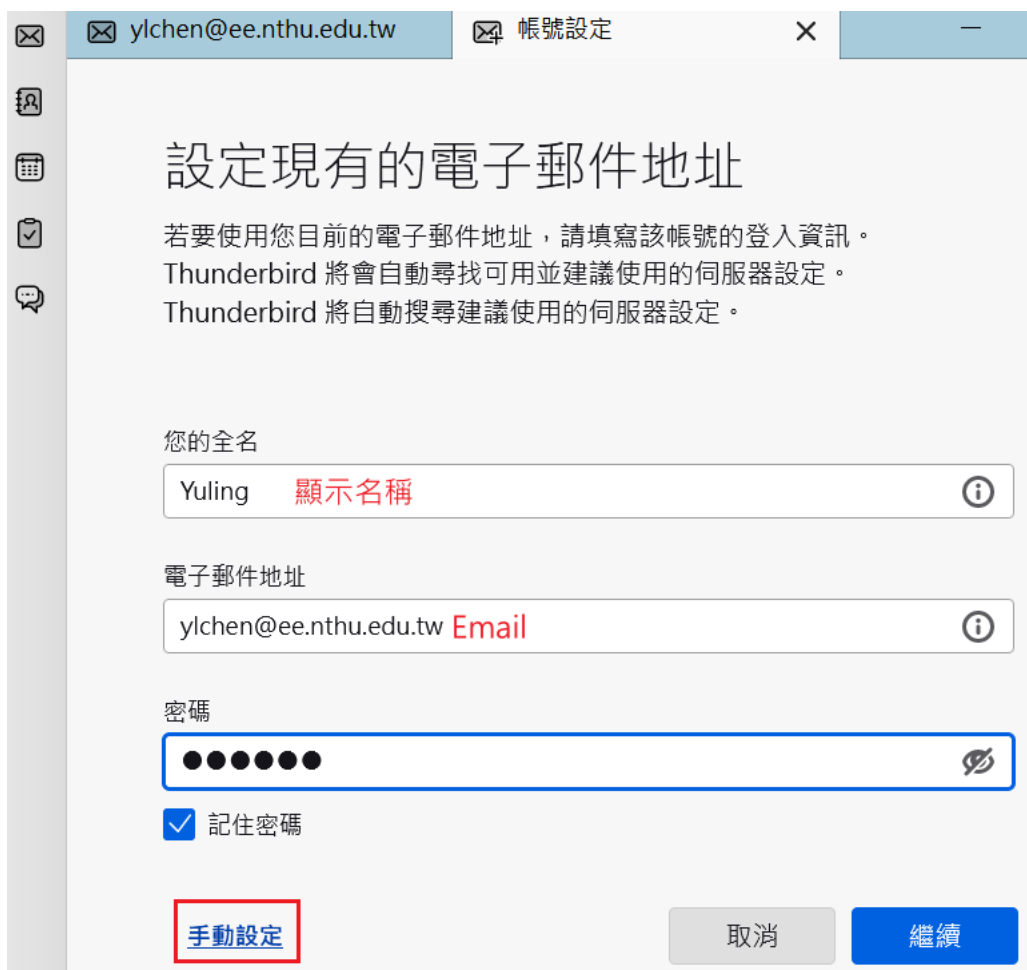 ylchen@ee.nthu.edu.tw 帳號設定
設定現有的電子郵件地址
若要使用您目前的電子郵件地址,請填寫該帳號的登入資訊。
Thunderbird 將會自動尋找可用並建議使用的伺服器設定。
Thunderbird 將自動搜尋建議使用的伺服器設定。
您的全名
Yuling 顯示名稱
電子郵件地址
ylchen@ee.nthu.edu.tw Email
密碼
●●●●●●
記住密碼
手動設定 取消 繼續